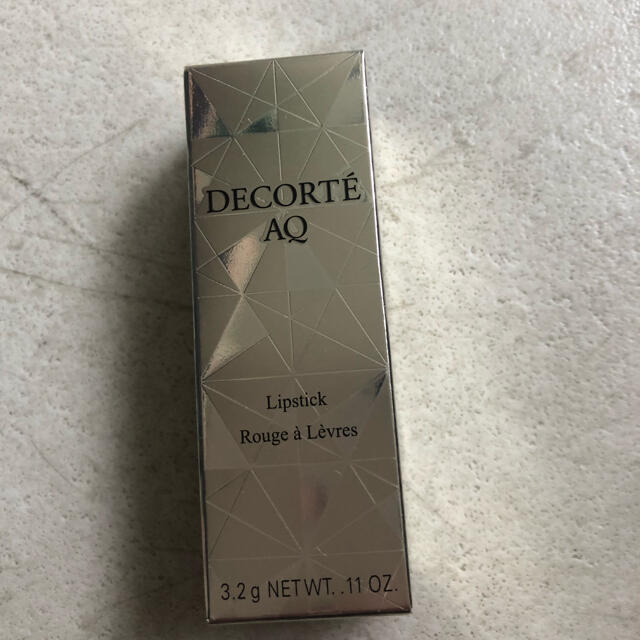 DECORTÉ
AQ
Lipstick
Rouge à Lèvres
3.2 g NET WT. .11 OZ.